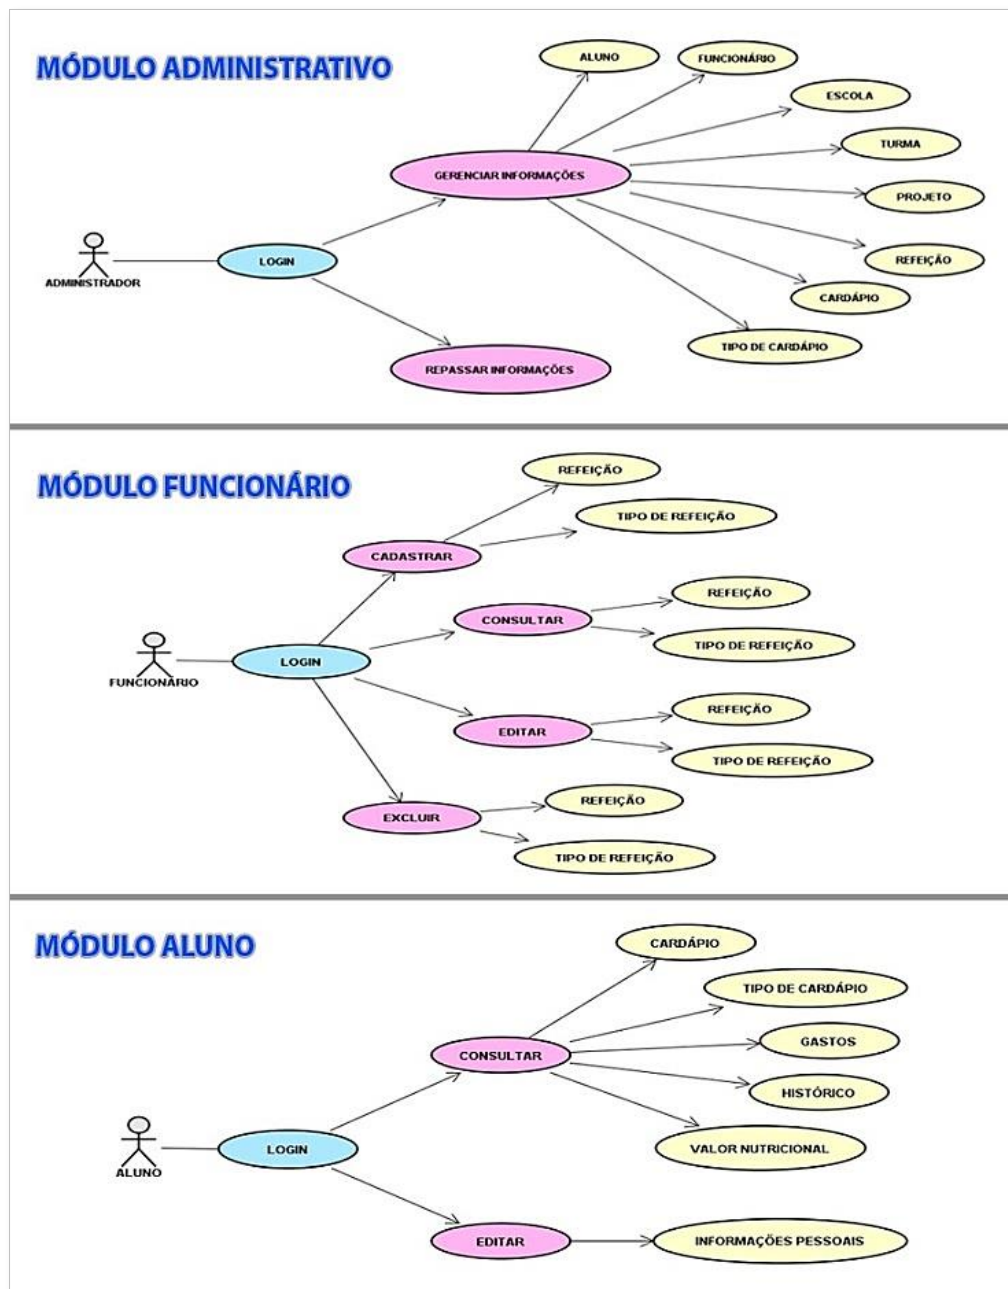 MÓDULO ADMINISTRATIVO
ALUNO
FUNCIONÁRIO
ESCOLA
TURMA
GERENCIAR INFORMAÇÕES
PROJETO
REFEIÇÃO
LOGIN
ADMINISTRADOR
CARDÁPIO
TIPO DE CARDÁPIO
REPASSAR INFORMAÇÕES
MÓDULO FUNCIONÁRIO
REFEIÇÃO
TIPO DE REFEIÇÃO
CADASTRAR
REFEIÇÃO
CONSULTAR
TIPO DE REFEIÇÃO
LOGIN
FUNCIONÁRIO
REFEIÇÃO
EDITAR
TIPO DE REFEIÇÃO
REFEIÇÃO
EXCLUIR
TIPO DE REFEIÇÃO
MÓDULO ALUNO
CARDÁPIO
TIPO DE CARDÁPIO
GASTOS
CONSULTAR
HISTÓRICO
VALOR NUTRICIONAL
LOGIN
ALUNO
EDITAR
INFORMAÇÕES PESSOAIS